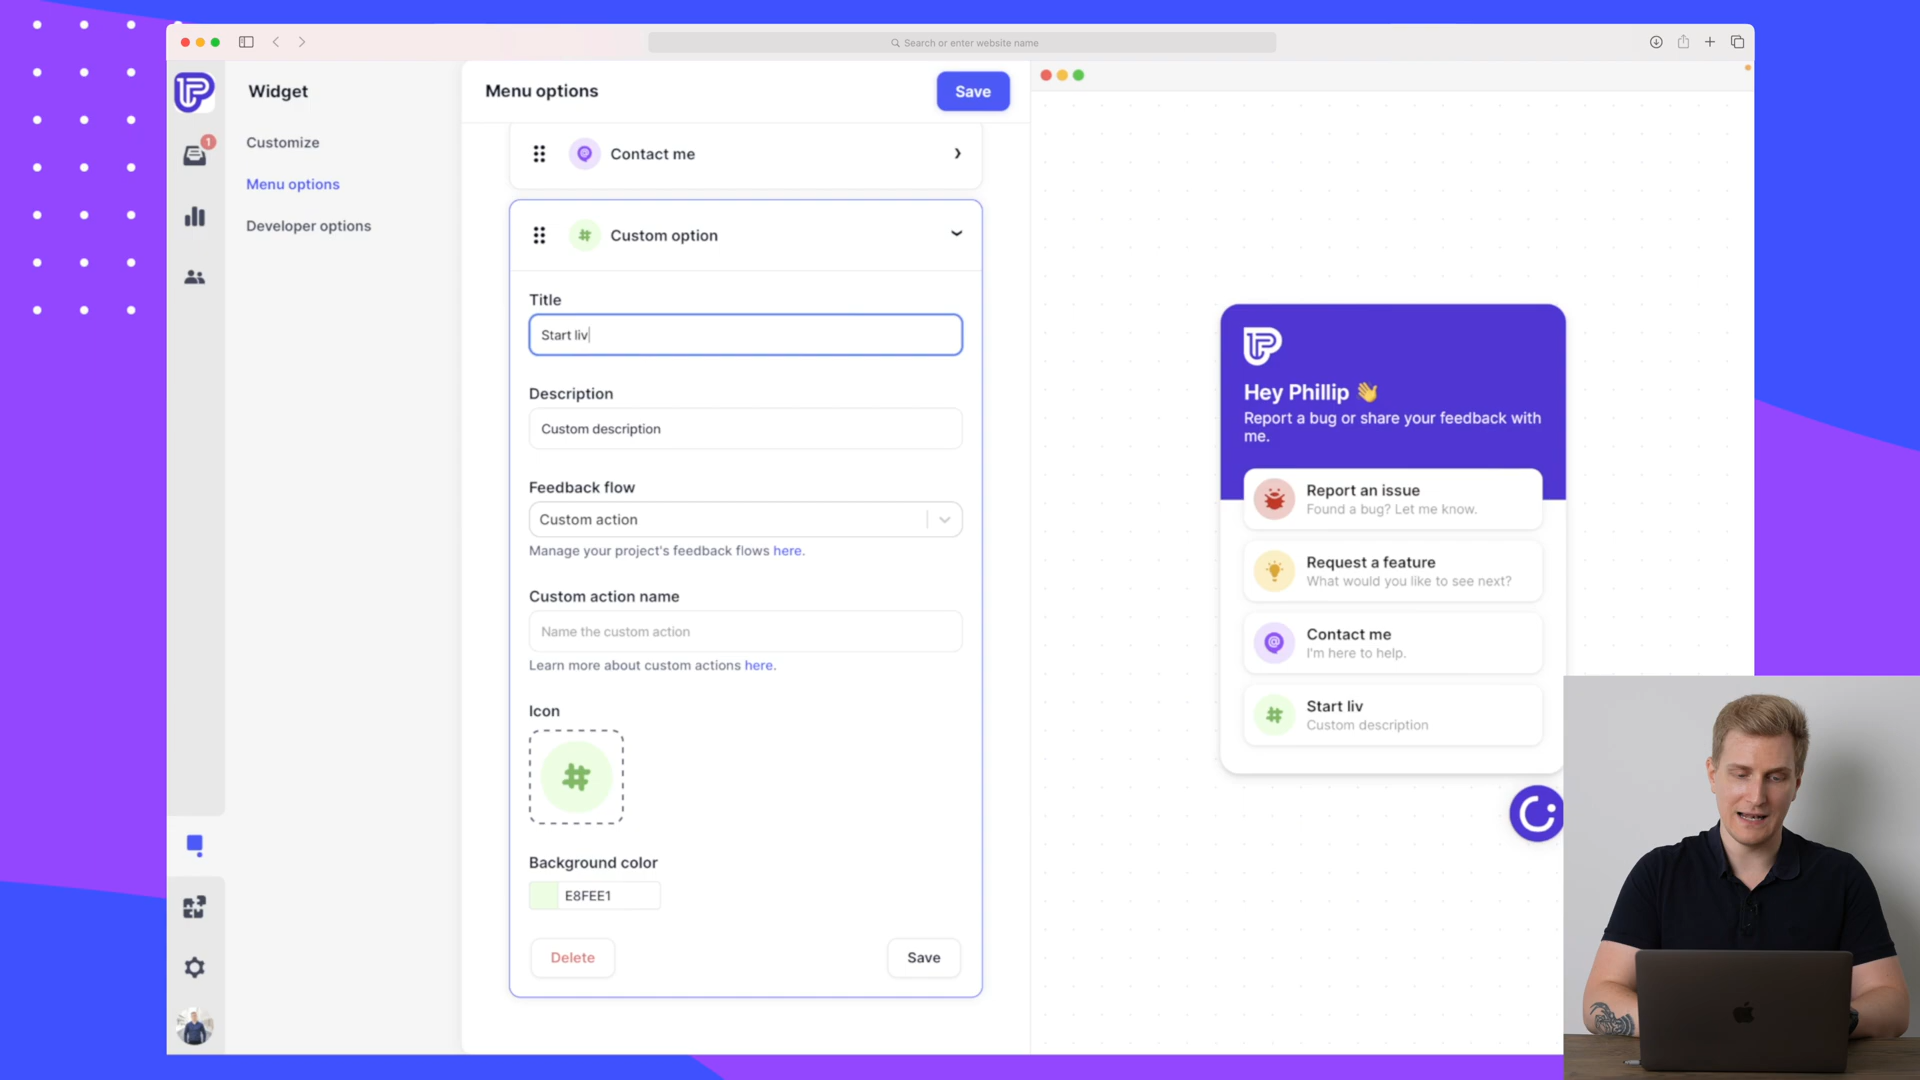 Search or enter website name
Widget
Customize
Menu options
Developer options
1
Menu options
Save
Contact me
Custom option
Title
Start liv
Description
Custom description
Feedback flow
Custom action
Manage your project's feedback flows here.
Custom action name
Name the custom action
Learn more about custom actions here.
Icon
Background color
E8FEE1
Delete
Save
Hey Phillip 👋
Report a bug or share your feedback with
me.
Report an issue
Found a bug? Let me know.
Request a feature
What would you like to see next?
Contact me
I'm here to help.
Start liv
Custom description